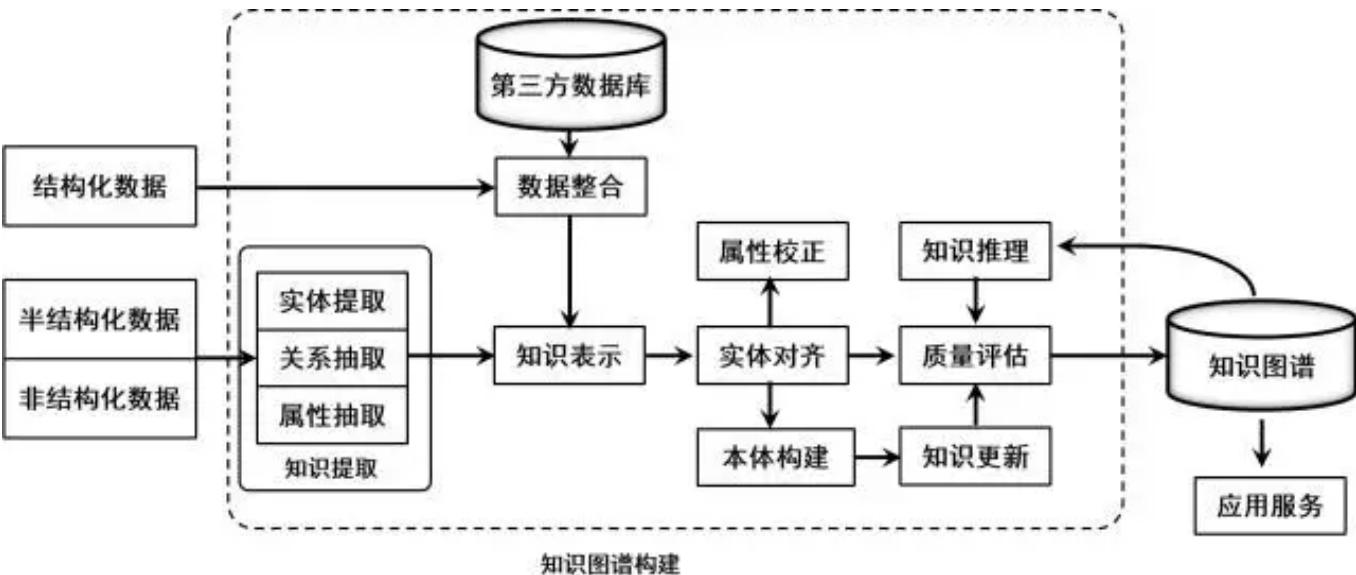 第三方数据库
结构化数据
数据整合
属性校正
知识推理
半结构化数据
非结构化数据
实体提取
关系抽取
属性抽取
知识提取
知识表示
实体对齐
质量评估
知识图谱
本体构建
知识更新
应用服务
知识图谱构建